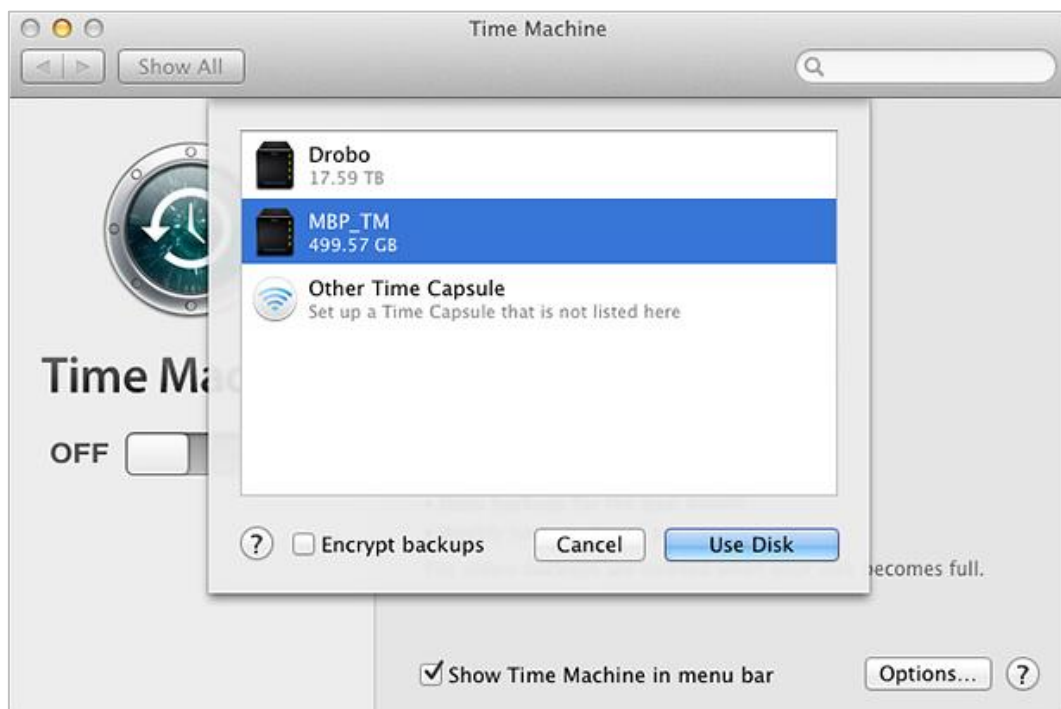 Time Machine
Show All
Drobo
17.59 TB
MBP_TM
499.57 GB
Other Time Capsule
Set up a Time Capsule that is not listed here
Time Ma
OFF
? Encrypt backups Cancel Use Disk
becomes full.
Show Time Machine in menu bar Options... ?